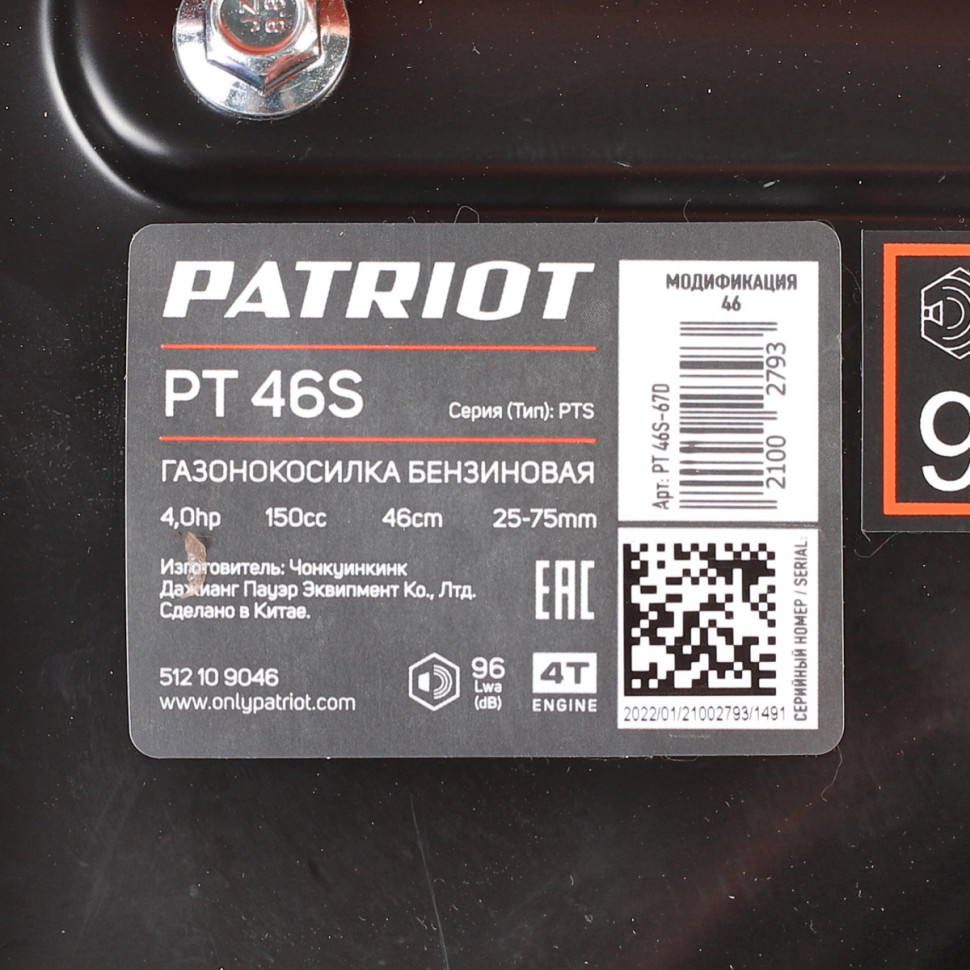 PATRIOT
PT 46S
Серия (Тип): PTS
ГАЗОНОКОСИЛКА БЕНЗИНОВАЯ
4,0hp 150cc 46cm 25-75mm
Изготовитель: Чонкуинкинк
Дажианг Пауэр Эквипмент Ко., Лтд.
Сделано в Китае.
EAC
512 10 9046
www.onlypatriot.com
96
Lwa
(dB)
4T
ENGINE
МОДИФИКАЦИЯ
46
Арт: PT 46S-67D
2100 2793
СЕРИЙНЫЙ НОМЕР / SERIAL:
2022/01/21002793/1491
9